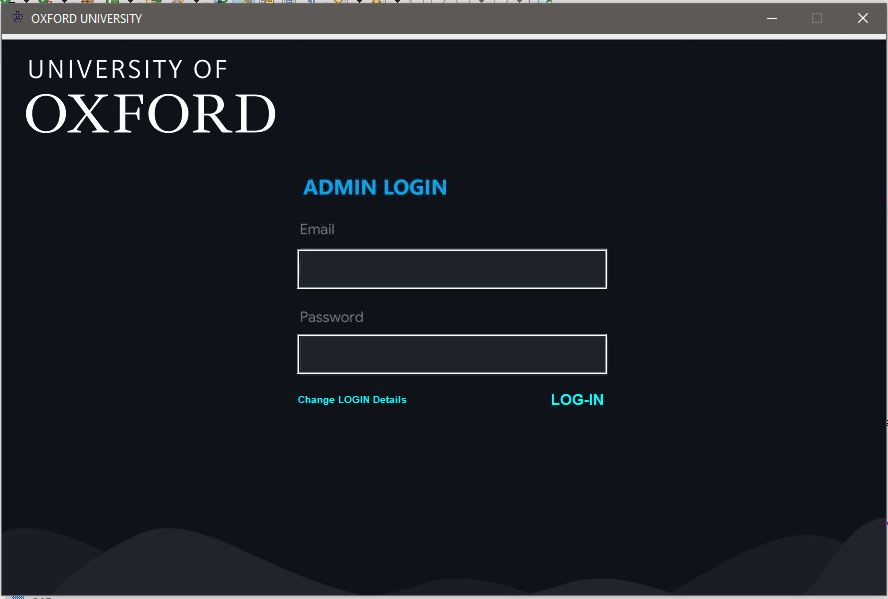 OXFORD UNIVERSITY
UNIVERSITY OF
OXFORD
ADMIN LOGIN
Email
Password
Change LOGIN Details LOG-IN